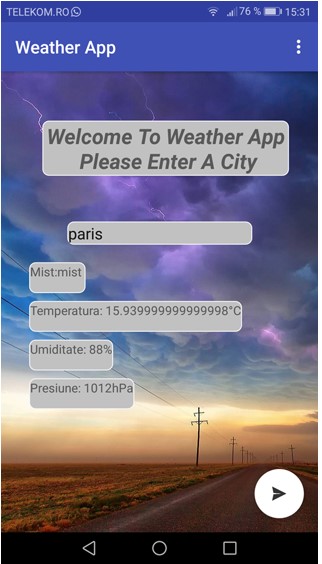 TELEKOM.RO 76 % 15:31
Weather App
Welcome To Weather App
Please Enter A City
paris
Mist:mist
Temperatura: 15.939999999999998°C
Umiditate: 88%
Presiune: 1012hPa